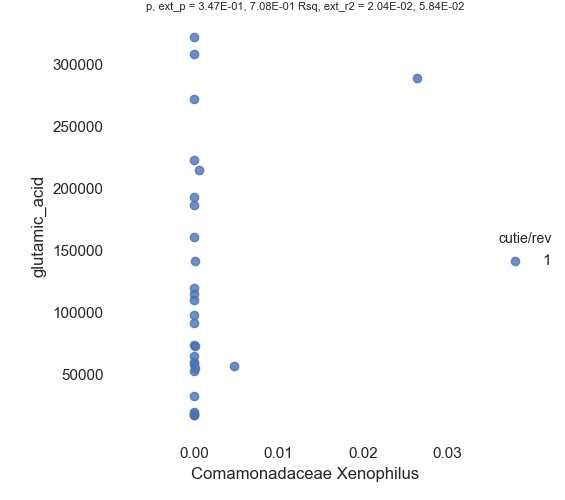 p, ext_p = 3.47E-01, 7.08E-01 Rsq, ext_r2 = 2.04E-02, 5.84E-02
300000
250000
200000
150000
100000
50000
glutamic_acid
cutie/rev
1
0.00 0.01 0.02 0.03
Comamonadaceae Xenophilus